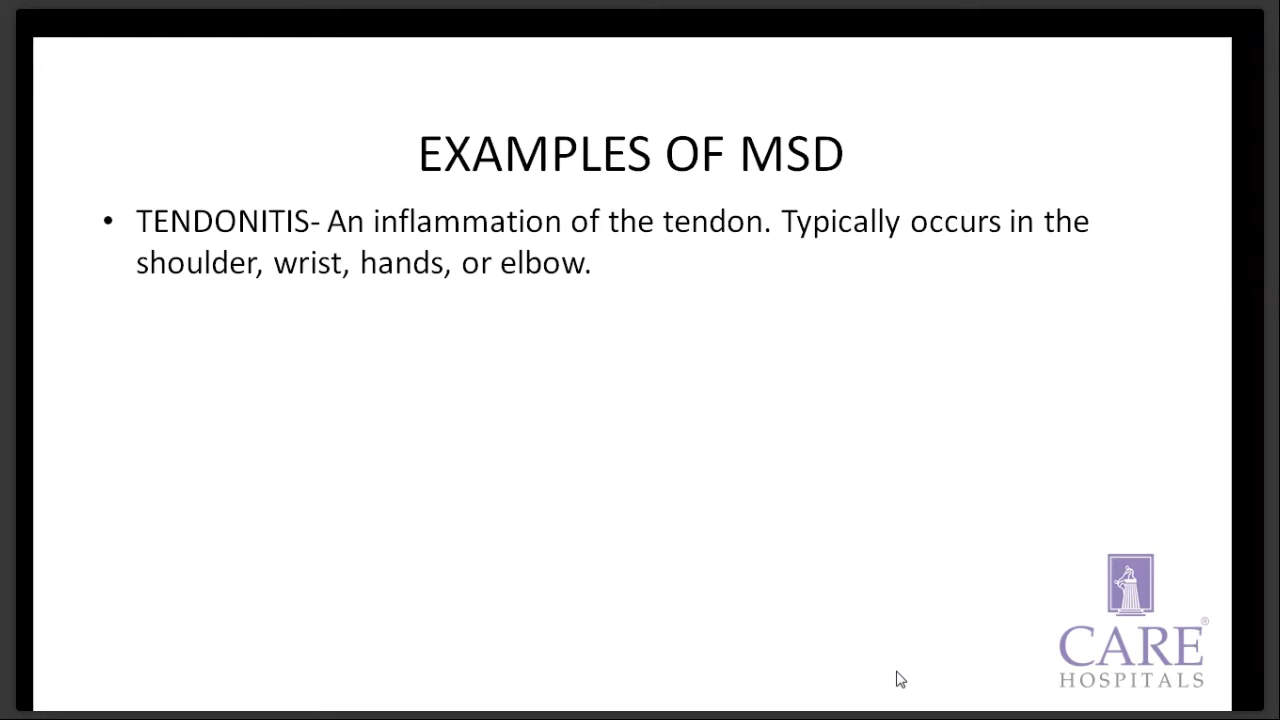 EXAMPLES OF MSD
• TENDONITIS- An inflammation of the tendon. Typically occurs in the
shoulder, wrist, hands, or elbow.
CARE®
HOSPITALS